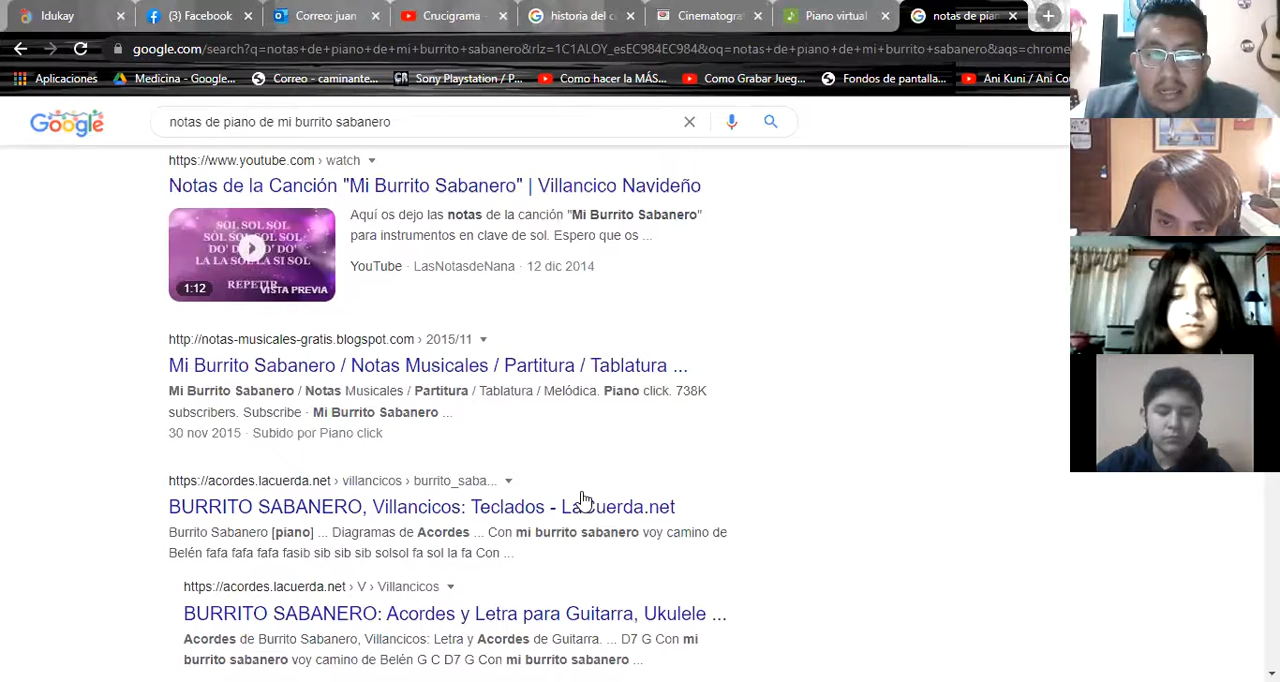 Idukay
(3) Facebook
Correo: juan
Crucigrama -
historia del c
Cinematogra
Piano virtual
notas de pian
google.com/search?q=notas+de+piano+de+mi+burrito+sabanero&rlz=1C1ALOY_esEC984EC984&oq=notas+de+piano+de+mi+burrito+sabanero&aqs=chrome
Aplicaciones
Medicina - Google...
Correo - caminante...
Sony Playstation / P...
Como hacer la MÁS...
Como Grabar Jueg...
Fondos de pantalla...
Ani Kuni / Ani Co
Google
notas de piano de mi burrito sabanero
https://www.youtube.com › watch
Notas de la Canción "Mi Burrito Sabanero" | Villancico Navideño
SOL SOL SOL
SOL SOL SOL SOL
DO' DO' DO'
LA LA SOL LA SI SOL
REPETIR
1:12
VISTA PREVIA
Aquí os dejo las notas de la canción "Mi Burrito Sabanero"
para instrumentos en clave de sol. Espero que os ...
YouTube · LasNotasdeNana · 12 dic 2014
http://notas-musicales-gratis.blogspot.com › 2015/11
Mi Burrito Sabanero / Notas Musicales / Partitura / Tablatura ...
Mi Burrito Sabanero / Notas Musicales / Partitura / Tablatura / Melódica. Piano click. 738K
subscribers. Subscribe · Mi Burrito Sabanero ...
30 nov 2015 · Subido por Piano click
https://acordes.lacuerda.net › villancicos › burrito_saba...
BURRITO SABANERO, Villancicos: Teclados - LaCuerda.net
Burrito Sabanero [piano] ... Diagramas de Acordes ... Con mi burrito sabanero voy camino de
Belén fafa fafa fafa fasib sib sib sib solsol fa sol la fa Con ...
https://acordes.lacuerda.net › V › Villancicos
BURRITO SABANERO: Acordes y Letra para Guitarra, Ukulele ...
Acordes de Burrito Sabanero, Villancicos: Letra y Acordes de Guitarra. ... D7 G Con mi
burrito sabanero voy camino de Belén G C D7 G Con mi burrito sabanero ...